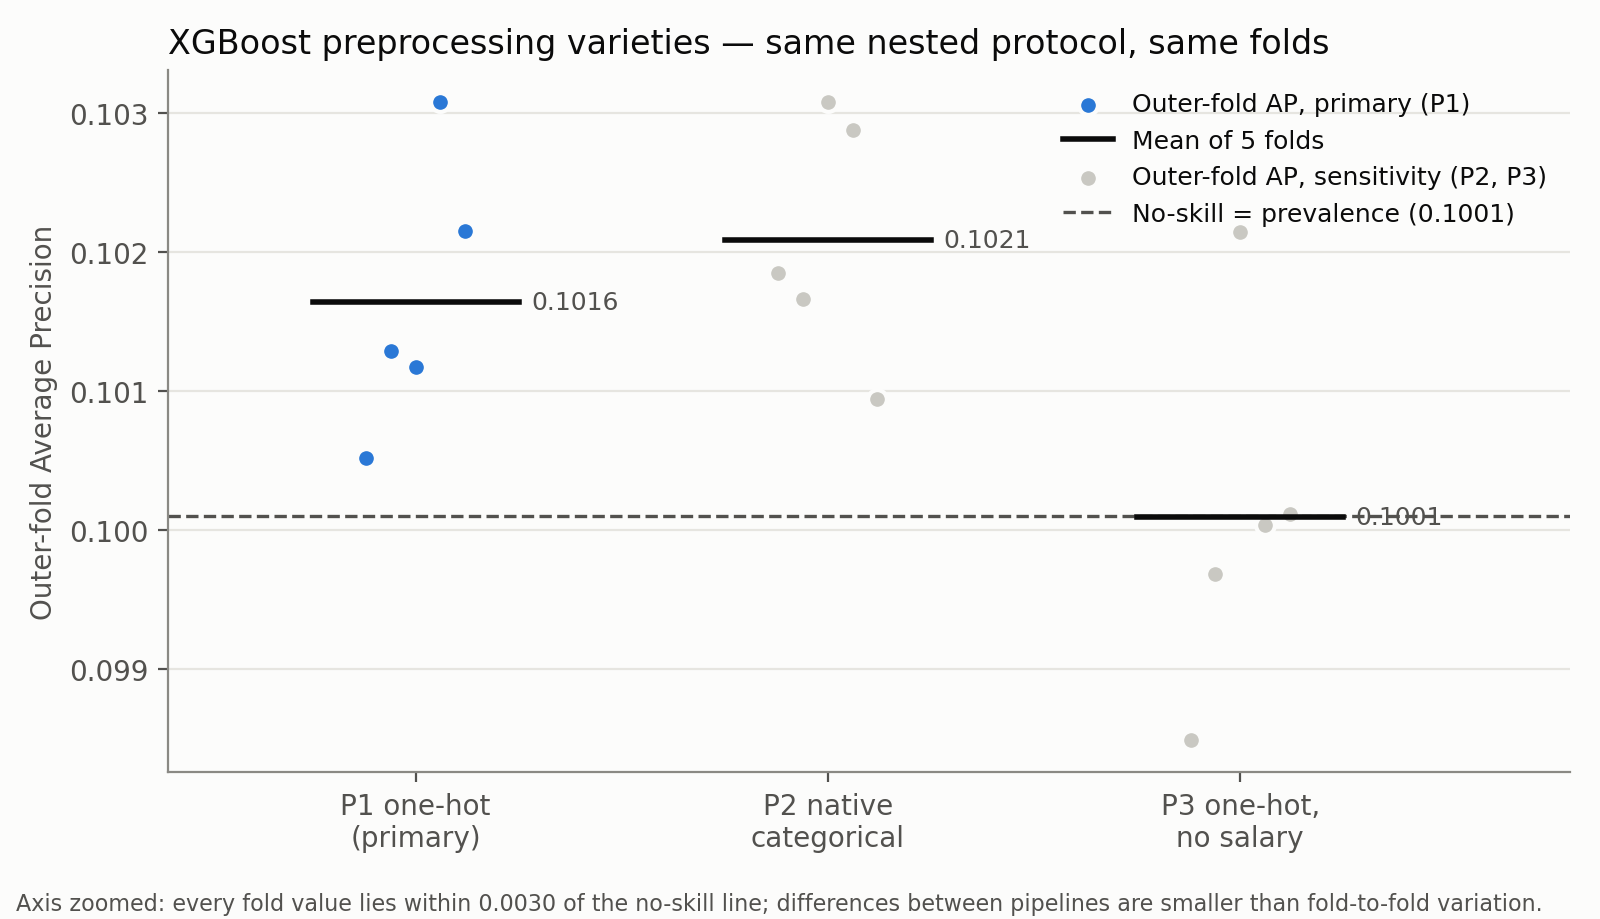 XGBoost preprocessing varieties — same nested protocol, same folds
Outer-fold AP, primary (P1)
Mean of 5 folds
Outer-fold AP, sensitivity (P2, P3)
No-skill = prevalence (0.1001)
Outer-fold Average Precision
0.103
0.102
0.101
0.100
0.099
0.1016
0.1021
0.1001
P1 one-hot
(primary)
P2 native
categorical
P3 one-hot,
no salary
Axis zoomed: every fold value lies within 0.0030 of the no-skill line; differences between pipelines are smaller than fold-to-fold variation.